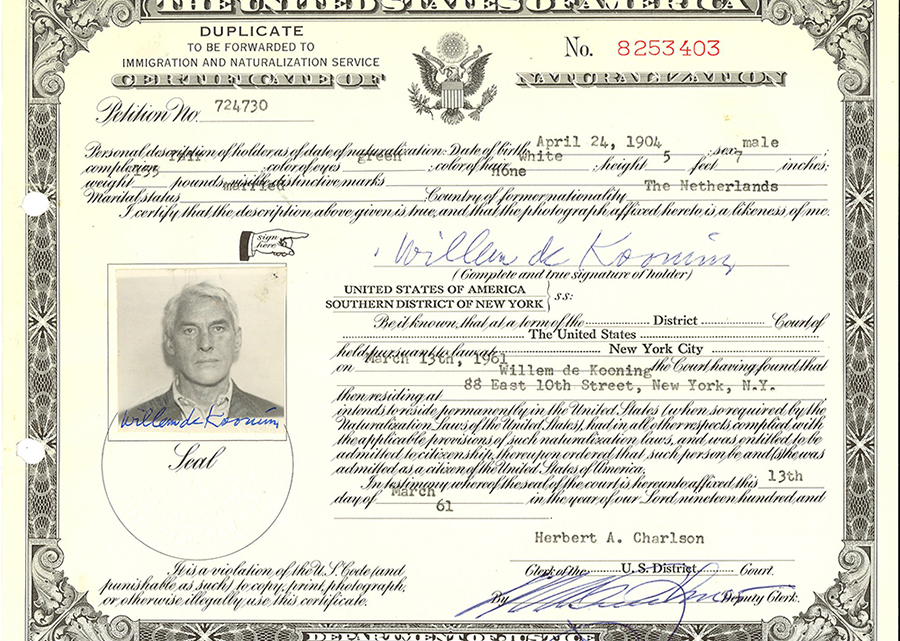 THE UNITED STATES OF AMERICA
DUPLICATE
TO BE FORWARDED TO
IMMIGRATION AND NATURALIZATION SERVICE
No. 8253403
CERTIFICATE OF NATURALIZATION
Petition No. 724730
Personal description of holder as of date of naturalization: Date of birth April 24, 1904 ; sex male ;
complexion fair ; color of eyes green ; color of hair White ; height 5 feet 7 inches;
weight 155 pounds; visible distinctive marks None
Marital status married Country of former nationality The Netherlands
I certify that the description above given is true, and that the photograph affixed hereto is a likeness of me.
sign here
Willem de Kooning
(Complete and true signature of holder)
UNITED STATES OF AMERICA
SOUTHERN DISTRICT OF NEW YORK } ss:
Be it known, that at a term of the District Court of
The United States
held pursuant to law at New York City
on March 13th, 1961 the Court having found that
Willem de Kooning
then residing at 88 East 10th Street, New York, N.Y.
intends to reside permanently in the United States (when so required by the
Naturalization Laws of the United States), had in all other respects complied with
the applicable provisions of such naturalization laws, and was entitled to be
admitted to citizenship, thereupon ordered that such person be and (s)he was
admitted as a citizen of the United States of America.
In testimony whereof the seal of the court is hereunto affixed this 13th
day of March in the year of our Lord, nineteen hundred and
61
Willem de Kooning
Seal
Herbert A. Charlson
Clerk of the U.S. District Court.
By Deputy Clerk.
It is a violation of the U.S. Code (and
punishable as such) to copy, print, photograph,
or otherwise illegally use this certificate.
DEPARTMENT OF JUSTICE